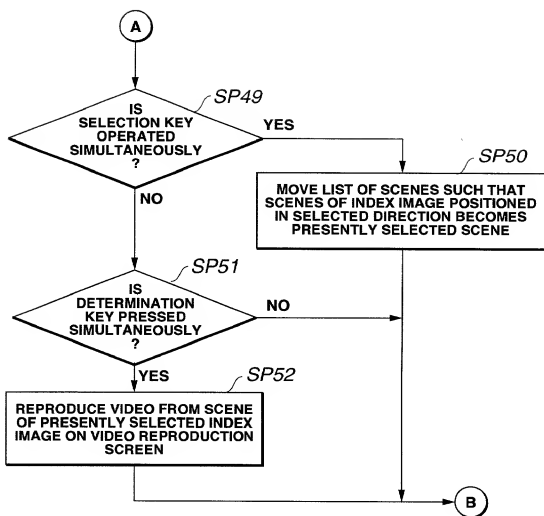 A
SP49
IS
SELECTION KEY
OPERATED
SIMULTANEOUSLY
?
YES
NO
SP50
MOVE LIST OF SCENES SUCH THAT
SCENES OF INDEX IMAGE POSITIONED
IN SELECTED DIRECTION BECOMES
PRESENTLY SELECTED SCENE
SP51
IS
DETERMINATION
KEY PRESSED
SIMULTANEOUSLY
?
NO
YES
SP52
REPRODUCE VIDEO FROM SCENE
OF PRESENTLY SELECTED INDEX
IMAGE ON VIDEO REPRODUCTION
SCREEN
B